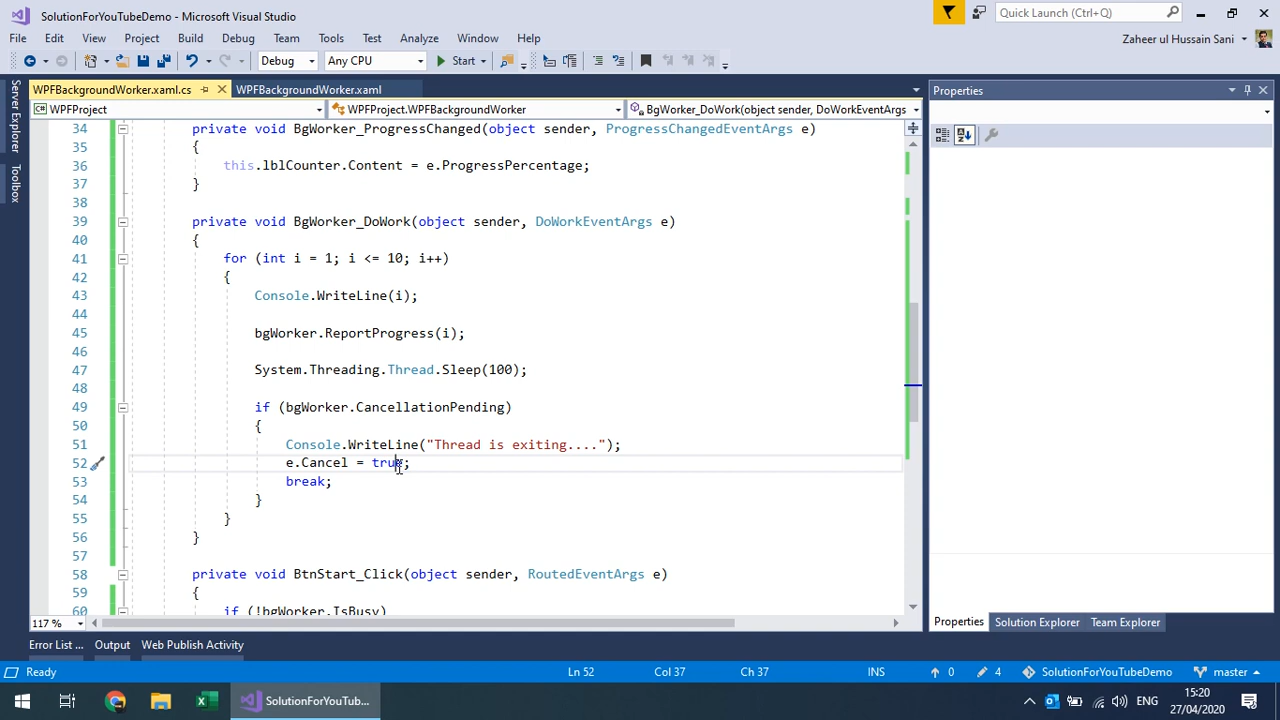 SolutionForYouTubeDemo - Microsoft Visual Studio
Quick Launch (Ctrl+Q)
File Edit View Project Build Debug Team Tools Test Analyze Window Help
Zaheer ul Hussain Sani
Debug Any CPU Start
Server Explorer
Toolbox
WPFBackgroundWorker.xaml.cs WPFBackgroundWorker.xaml
WPFProject WPFProject.WPFBackgroundWorker BgWorker_DoWork(object sender, DoWorkEventArgs
34 private void BgWorker_ProgressChanged(object sender, ProgressChangedEventArgs e)
35 {
36 this.lblCounter.Content = e.ProgressPercentage;
37 }
38
39 private void BgWorker_DoWork(object sender, DoWorkEventArgs e)
40 {
41 for (int i = 1; i <= 10; i++)
42 {
43 Console.WriteLine(i);
44
45 bgWorker.ReportProgress(i);
46
47 System.Threading.Thread.Sleep(100);
48
49 if (bgWorker.CancellationPending)
50 {
51 Console.WriteLine("Thread is exiting....");
52 e.Cancel = true;
53 break;
54 }
55 }
56 }
57
58 private void BtnStart_Click(object sender, RoutedEventArgs e)
59 {
60 if (!bgWorker.IsBusy)
117 %
Properties
Properties Solution Explorer Team Explorer
Error List ... Output Web Publish Activity
Ready Ln 52 Col 37 Ch 37 INS 0 4 SolutionForYouTubeDemo master
SolutionForYouTub... ENG 15:20
27/04/2020